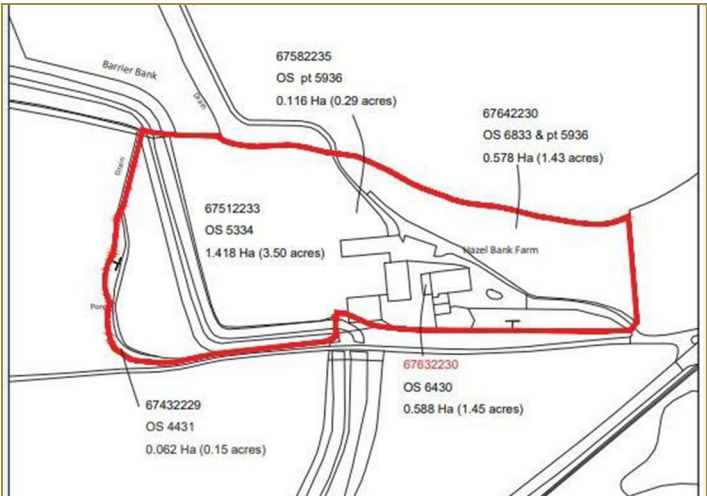 Barrier Bank
Drain
67582235
OS pt 5936
0.116 Ha (0.29 acres)
67642230
OS 6833 & pt 5936
0.578 Ha (1.43 acres)
Drain
67512233
OS 5334
1.418 Ha (3.50 acres)
Hazel Bank Farm
67632230
OS 6430
0.588 Ha (1.45 acres)
67432229
OS 4431
0.062 Ha (0.15 acres)